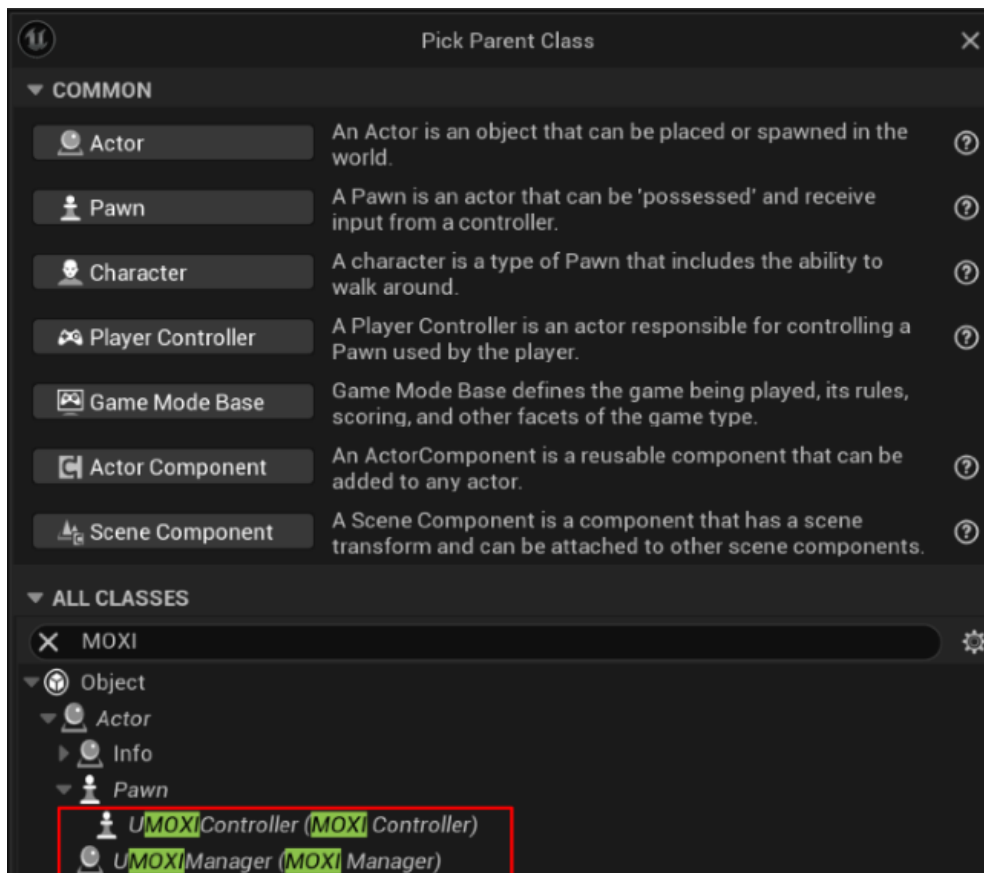 Pick Parent Class
COMMON
Actor
An Actor is an object that can be placed or spawned in the
world.
Pawn
A Pawn is an actor that can be 'possessed' and receive
input from a controller.
Character
A character is a type of Pawn that includes the ability to
walk around.
Player Controller
A Player Controller is an actor responsible for controlling a
Pawn used by the player.
Game Mode Base
Game Mode Base defines the game being played, its rules,
scoring, and other facets of the game type.
Actor Component
An ActorComponent is a reusable component that can be
added to any actor.
Scene Component
A Scene Component is a component that has a scene
transform and can be attached to other scene components.
ALL CLASSES
MOXI
Object
Actor
Info
Pawn
UMOXIController (MOXI Controller)
UMOXIManager (MOXI Manager)